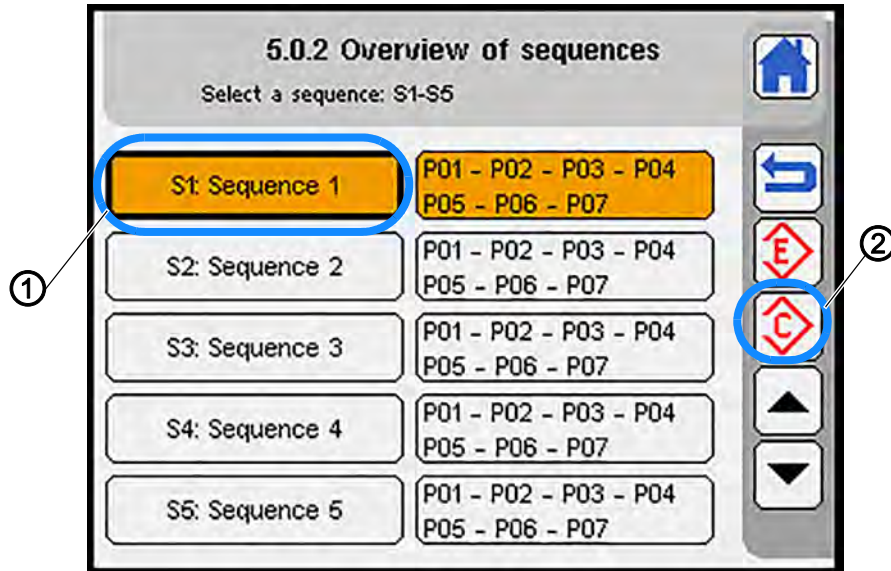 5.0.2 Overview of sequences
Select a sequence: S1-S5
S1: Sequence 1
P01 - P02 - P03 - P04
P05 - P06 - P07
S2: Sequence 2
P01 - P02 - P03 - P04
P05 - P06 - P07
S3: Sequence 3
P01 - P02 - P03 - P04
P05 - P06 - P07
S4: Sequence 4
P01 - P02 - P03 - P04
P05 - P06 - P07
S5: Sequence 5
P01 - P02 - P03 - P04
P05 - P06 - P07
E
C
①
②